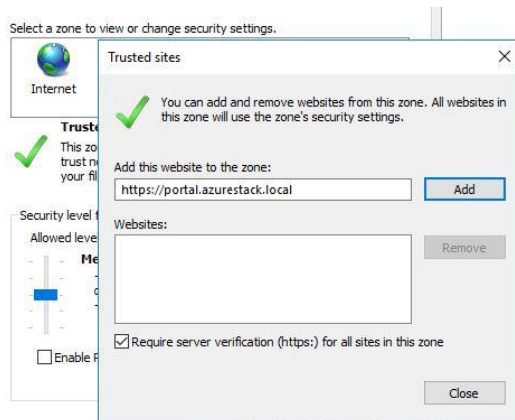 Select a zone to view or change security settings.
Internet
Trusted sites
You can add and remove websites from this zone. All websites in
this zone will use the zone's security settings.
Add this website to the zone:
https://portal.azurestack.local
Add
Websites:
Remove
Require server verification (https:) for all sites in this zone
Close
This zo
trust n
your fil
Security level f
Allowed leve
Me
Enable